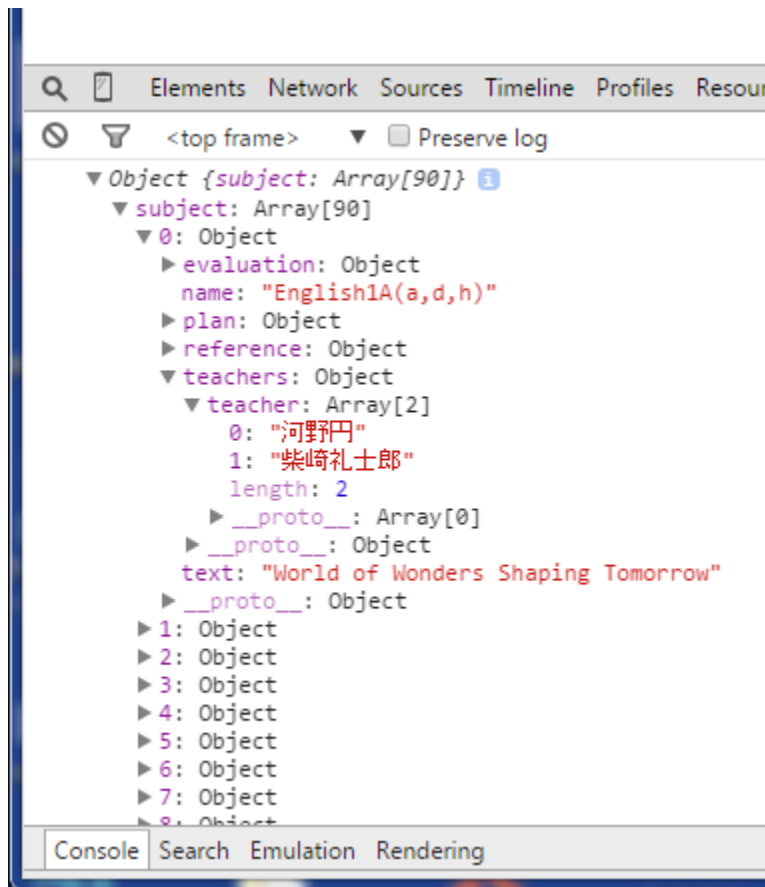 Elements Network Sources Timeline Profiles Resour
<top frame> ▼ Preserve log
▼ Object {subject: Array[90]} i
▼ subject: Array[90]
▼ 0: Object
▶ evaluation: Object
name: "English1A(a,d,h)"
▶ plan: Object
▶ reference: Object
▼ teachers: Object
▼ teacher: Array[2]
0: "河野円"
1: "柴崎礼士郎"
length: 2
▶ __proto__: Array[0]
▶ __proto__: Object
text: "World of Wonders Shaping Tomorrow"
▶ __proto__: Object
▶ 1: Object
▶ 2: Object
▶ 3: Object
▶ 4: Object
▶ 5: Object
▶ 6: Object
▶ 7: Object
▶ 8: Object
Console Search Emulation Rendering